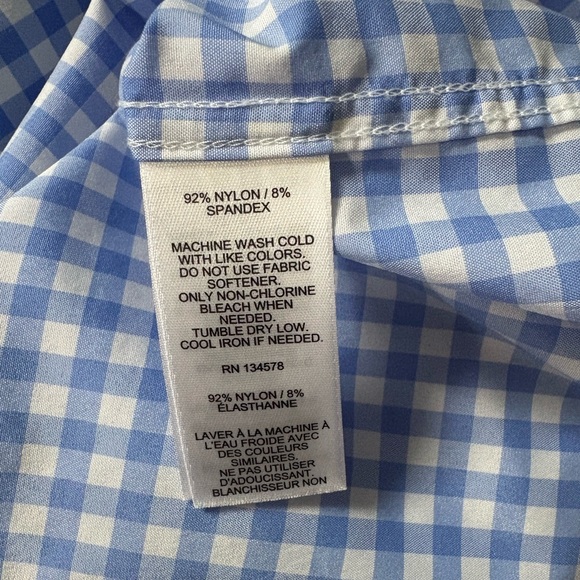 92% NYLON / 8%
SPANDEX
MACHINE WASH COLD
WITH LIKE COLORS.
DO NOT USE FABRIC
SOFTENER.
ONLY NON-CHLORINE
BLEACH WHEN
NEEDED.
TUMBLE DRY LOW.
COOL IRON IF NEEDED.
RN 134578
92% NYLON / 8%
ÉLASTHANNE
LAVER À LA MACHINE À
L'EAU FROIDE AVEC
DES COULEURS
SIMILAIRES.
NE PAS UTILISER
D'ADOUCISSANT.
BLANCHISSEUR NON